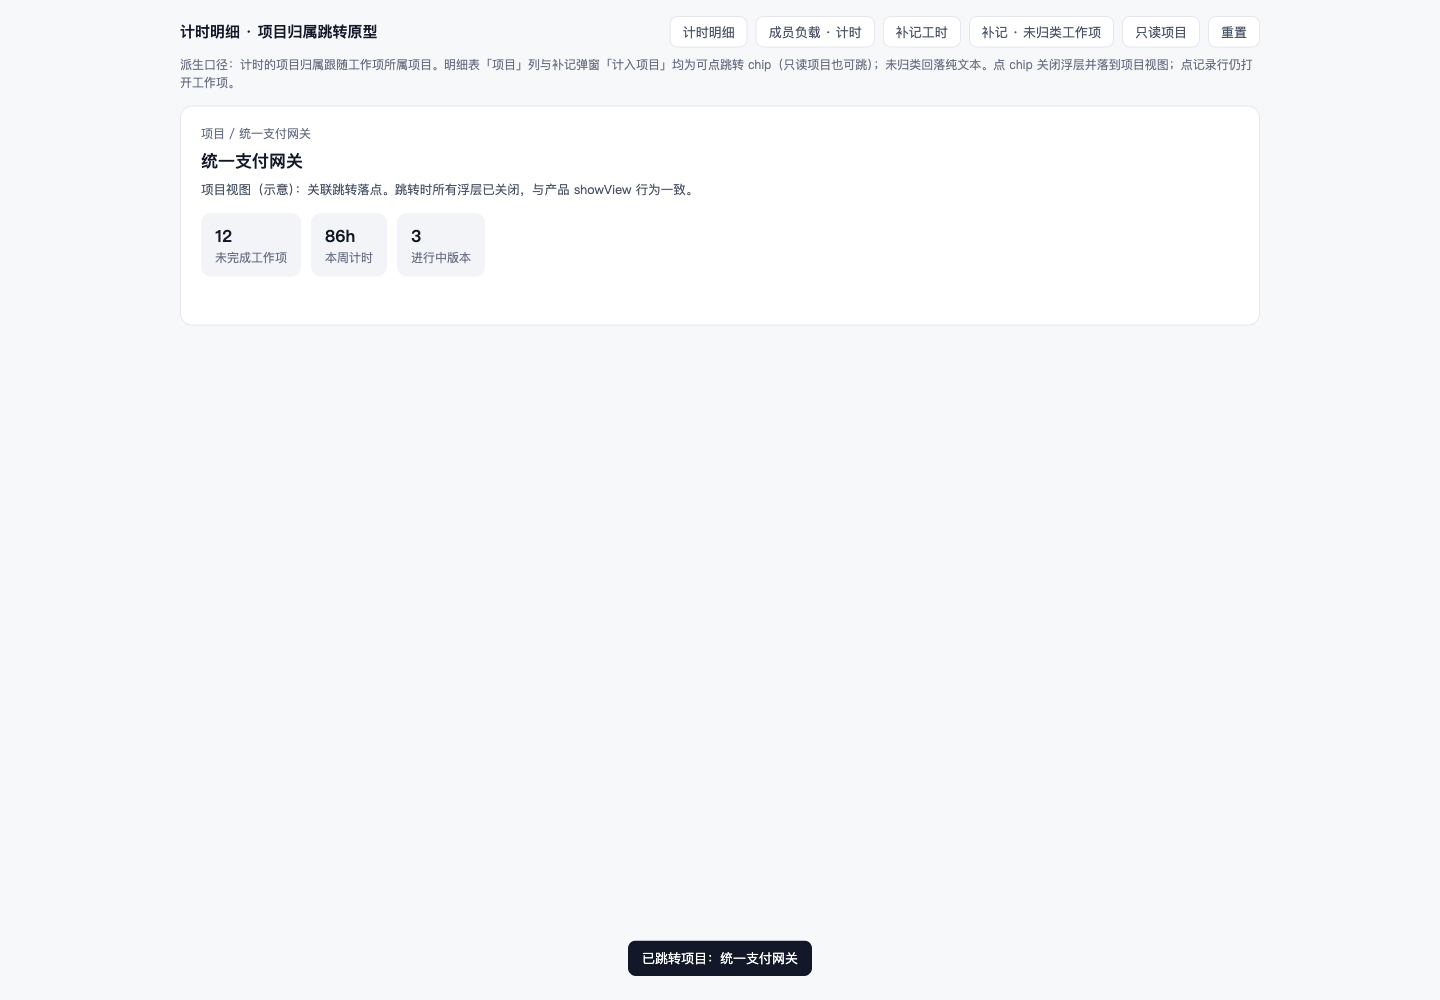 计时明细 · 项目归属跳转原型
计时明细
成员负载 · 计时
补记工时
补记 · 未归类工作项
只读项目
重置
派生口径：计时的项目归属跟随工作项所属项目。明细表「项目」列与补记弹窗「计入项目」均为可点跳转 chip（只读项目也可跳）；未归类回落纯文本。点 chip 关闭浮层并落到项目视图；点记录行仍打
开工作项。
项目 / 统一支付网关
统一支付网关
项目视图（示意）：关联跳转落点。跳转时所有浮层已关闭，与产品 showView 行为一致。
12
未完成工作项
86h
本周计时
3
进行中版本
已跳转项目：统一支付网关